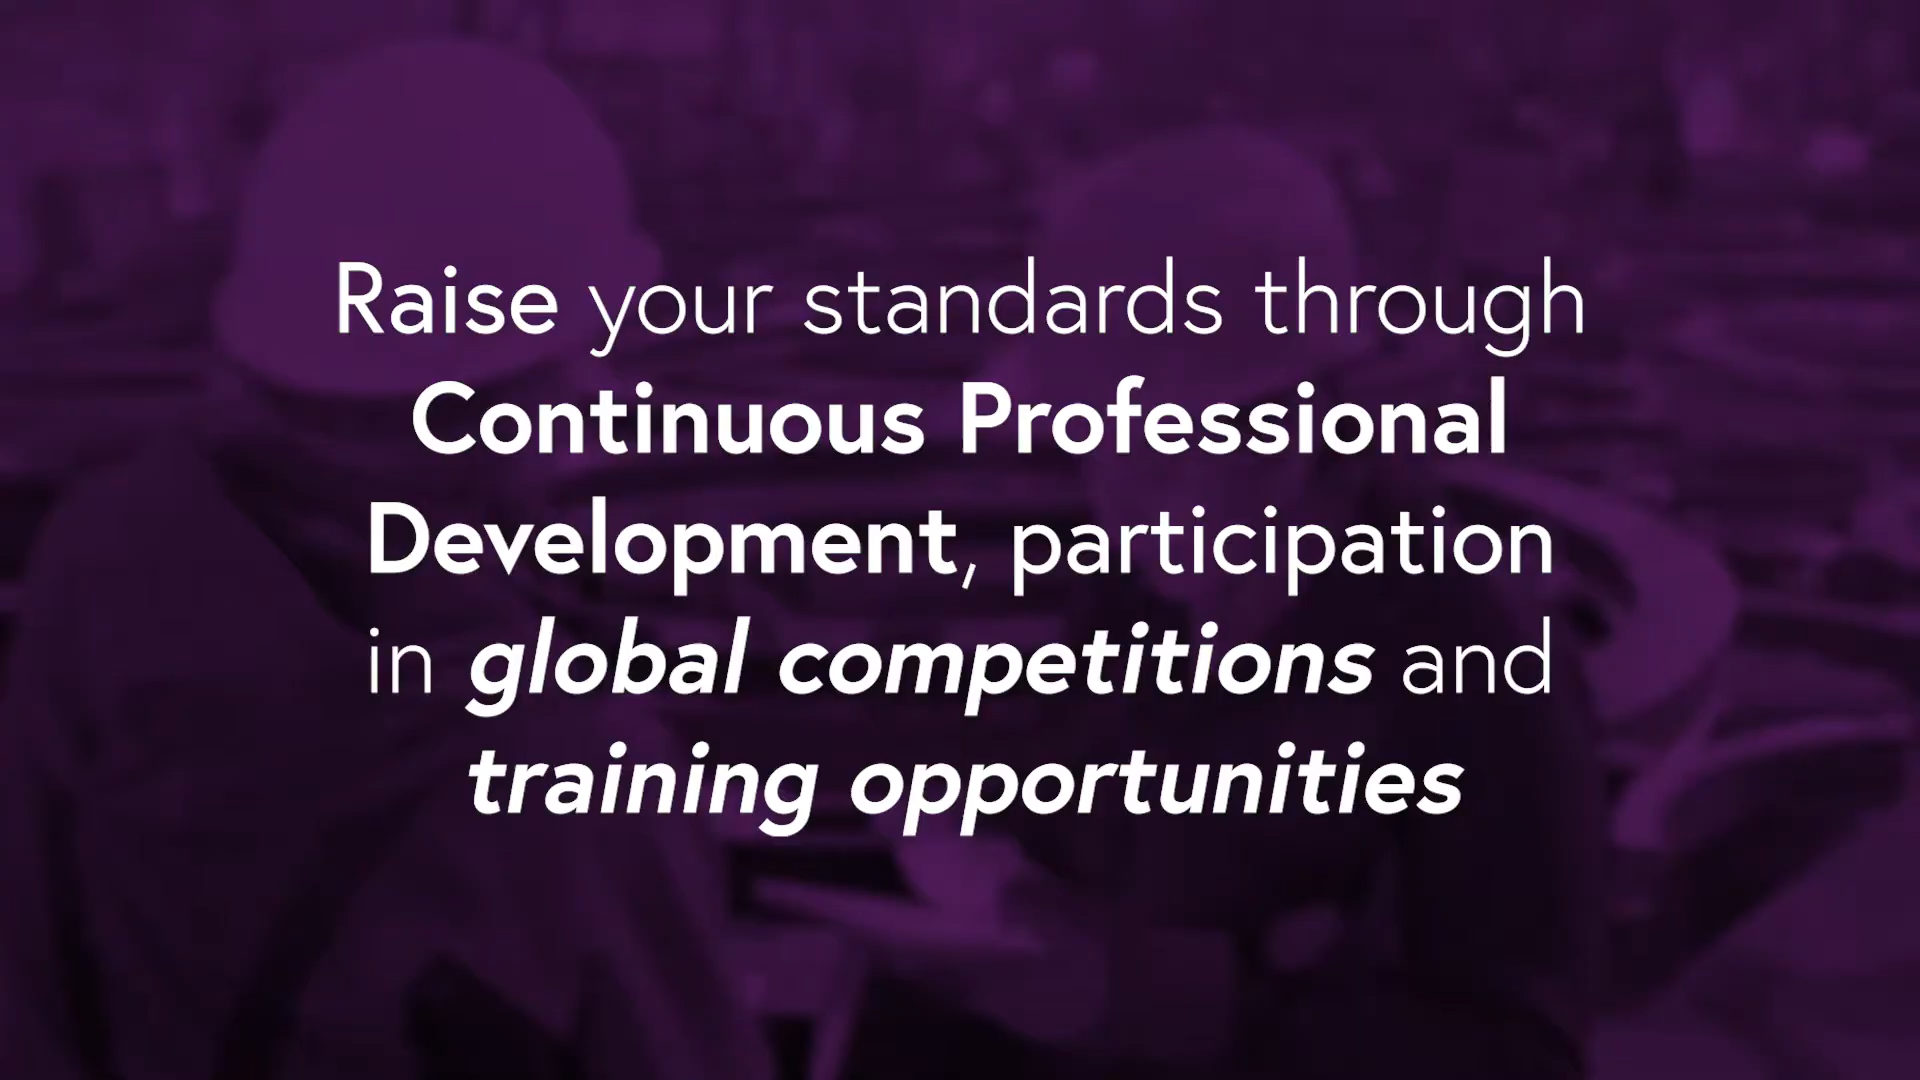 Raise your standards through
Continuous Professional
Development, participation
in global competitions and
training opportunities